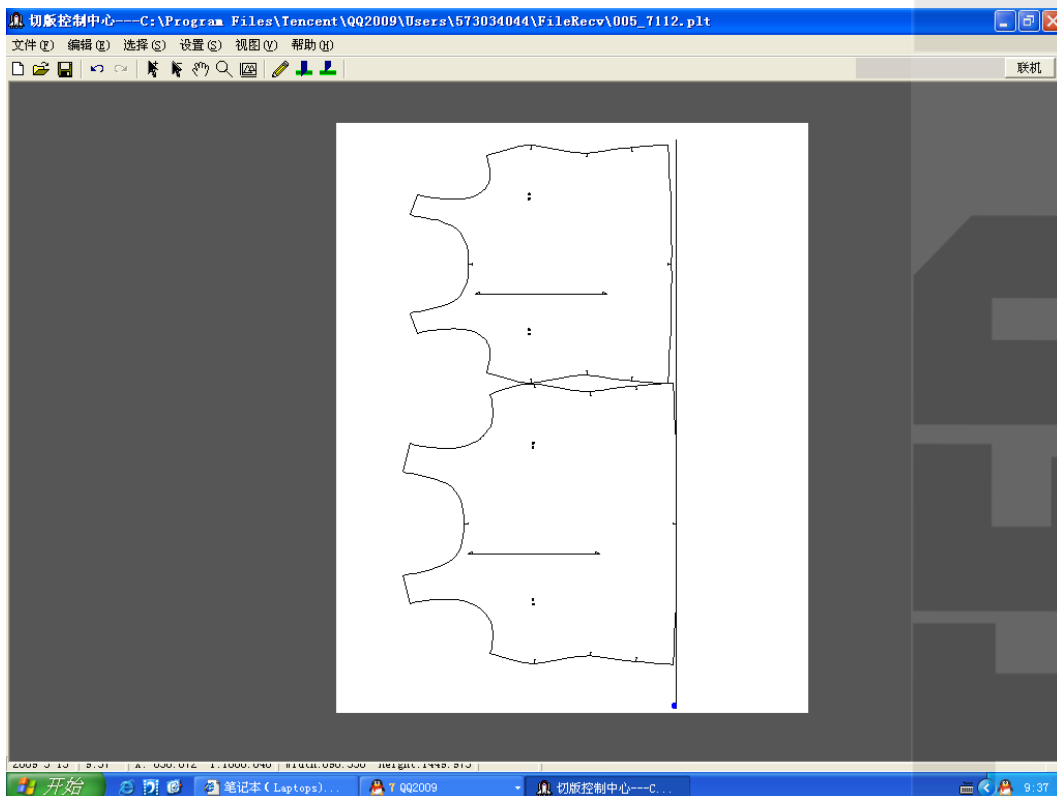 切版控制中心---C:\Program Files\Tencent\QQ2009\Users\573034044\FileRecv\005_7112.plt
文件(F) 编辑(E) 选择(S) 设置(S) 视图(V) 帮助(H)
联机
开始 笔记本(Laptops)... 7 QQ2009 切版控制中心---C... 9:37